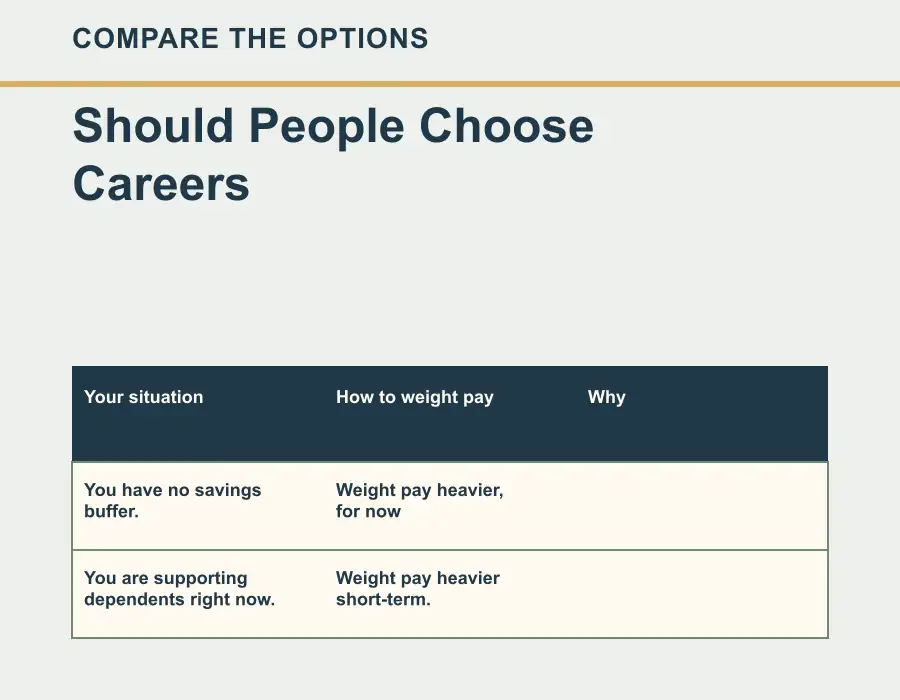 COMPARE THE OPTIONS
Should People Choose
Careers
Your situation
How to weight pay
Why
You have no savings
buffer.
Weight pay heavier,
for now
You are supporting
dependents right now.
Weight pay heavier
short-term.